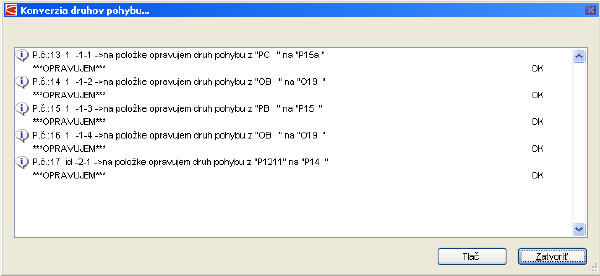 Konverzia druhov pohybu...
P.č.:13 1 -1-1 ->na položke opravujem druh pohybu z "PC " na "P15a "
***OPRAVUJEM*** OK
P.č.:14 1 -1-2 ->na položke opravujem druh pohybu z "OB " na "O19 "
***OPRAVUJEM*** OK
P.č.:15 1 -1-3 ->na položke opravujem druh pohybu z "PB " na "P15 "
***OPRAVUJEM*** OK
P.č.:16 1 -1-4 ->na položke opravujem druh pohybu z "OB " na "O19 "
***OPRAVUJEM*** OK
P.č.:17 id -2-1 ->na položke opravujem druh pohybu z "P1211" na "P14 "
***OPRAVUJEM*** OK
Tlač Zatvoriť